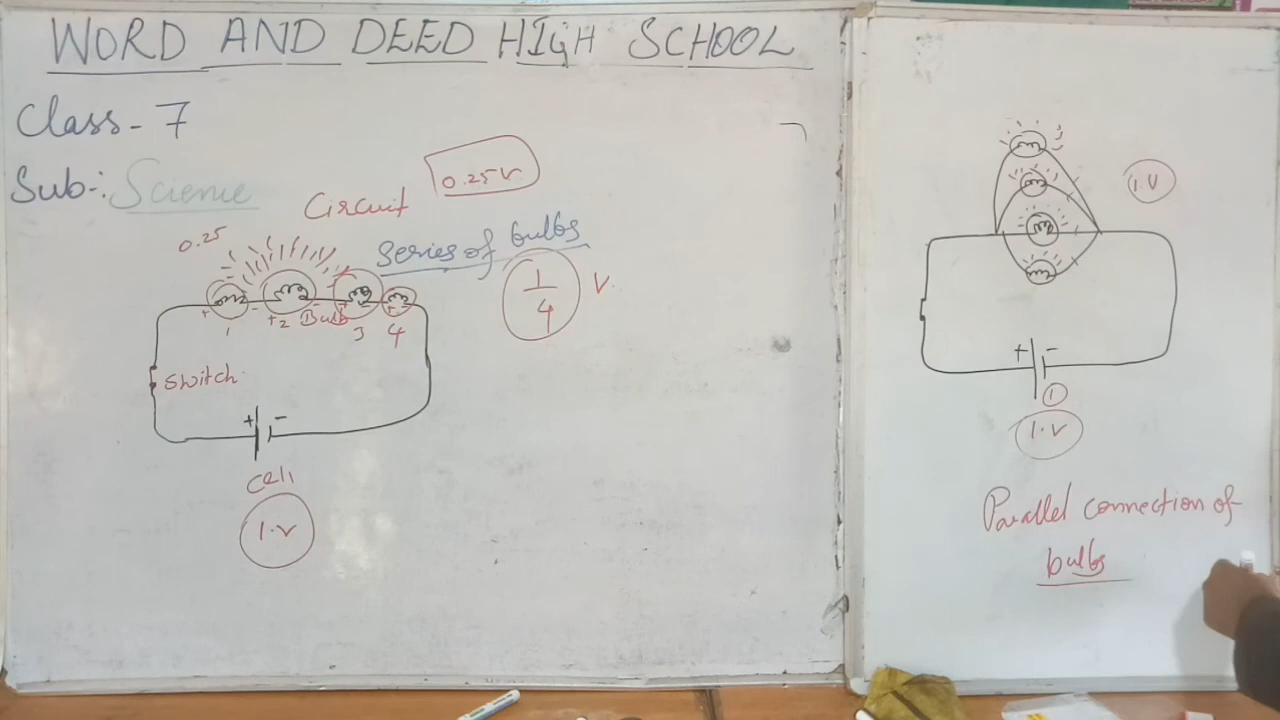 WORD AND DEED HIGH SCHOOL
Class- 7
Sub-: Science
Circuit
0.25V
0.25
series of bulbs
1/4 V
+ - +2 Bulb + - +
1 3 4
Switch
+ -
Cell
1.V
1.V
+ -
1
1.V
Parallel connection of
bulbs